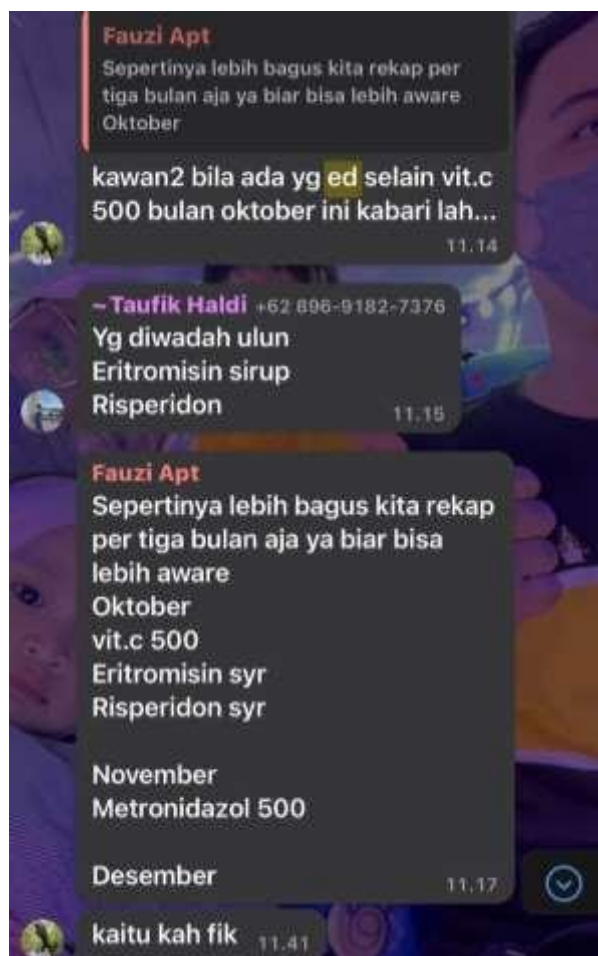 Fauzi Apt
Sepertinya lebih bagus kita rekap per
tiga bulan aja ya biar bisa lebih aware
Oktober
kawan2 bila ada yg ed selain vit.c
500 bulan oktober ini kabari lah...
11.14
~Taufik Haldi +62 896-9182-7376
Yg diwadah ulun
Eritromisin sirup
Risperidon
11.15
Fauzi Apt
Sepertinya lebih bagus kita rekap
per tiga bulan aja ya biar bisa
lebih aware
Oktober
vit.c 500
Eritromisin syr
Risperidon syr
November
Metronidazol 500
Desember
11.17
kaitu kah fik
11.41